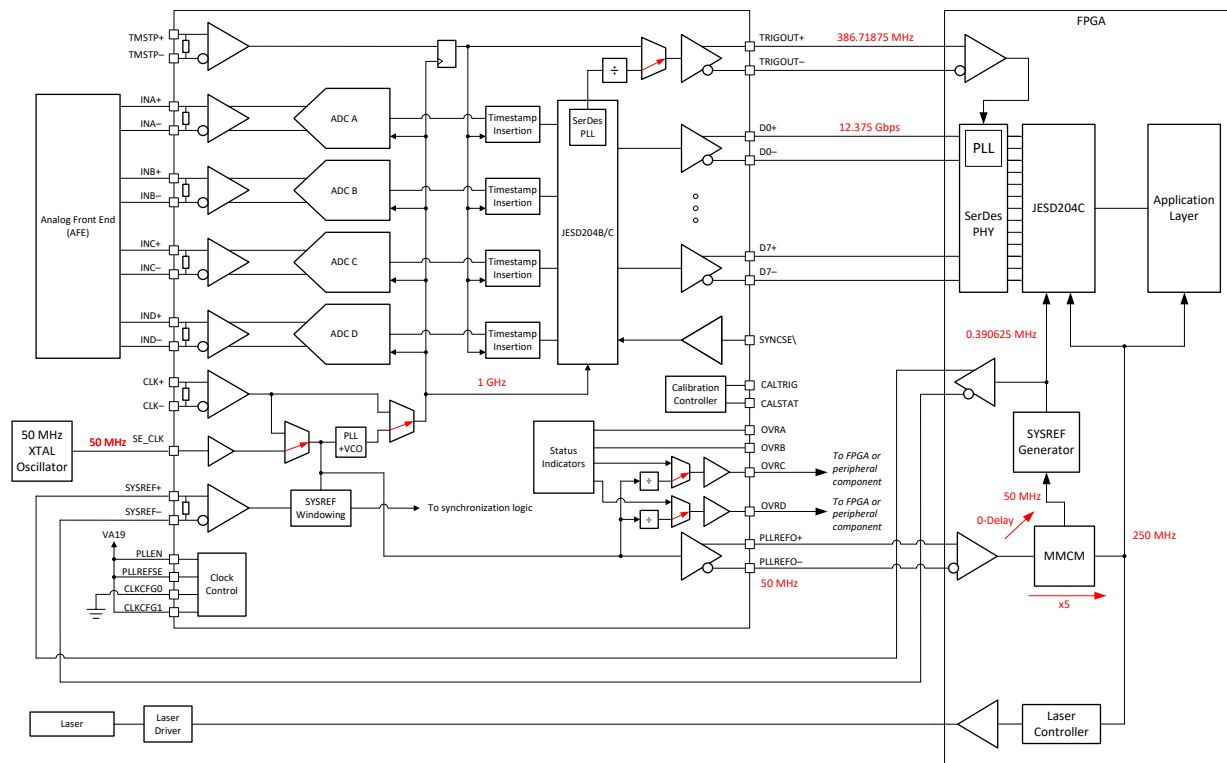 FPGA
TMSTP+
TMSTP–
TRIGOUT+
386.71875 MHz
TRIGOUT–
÷
INA+
INA–
ADC A
Timestamp
Insertion
SerDes
PLL
D0+
12.375 Gbps
D0–
PLL
INB+
INB–
ADC B
Timestamp
Insertion
Analog Front End
(AFE)
JESD204B/C
SerDes
PHY
JESD204C
Application
Layer
INC+
INC–
ADC C
Timestamp
Insertion
D7+
D7–
IND+
IND–
ADC D
Timestamp
Insertion
SYNCSE\
0.390625 MHz
CLK+
CLK–
1 GHz
Calibration
Controller
CALTRIG
CALSTAT
50 MHz
XTAL
Oscillator
50 MHz
SE_CLK
PLL
+VCO
OVRA
OVRB
Status
Indicators
OVRC
To FPGA or
peripheral
component
÷
SYSREF
Generator
SYSREF+
SYSREF–
SYSREF
Windowing
To synchronization logic
OVRD
To FPGA or
peripheral
component
÷
50 MHz
0-Delay
VA19
PLLEN
PLLREFSE
CLKCFG0
CLKCFG1
Clock
Control
PLLREFO+
PLLREFO–
50 MHz
MMCM
250 MHz
x5
Laser
Laser
Driver
Laser
Controller